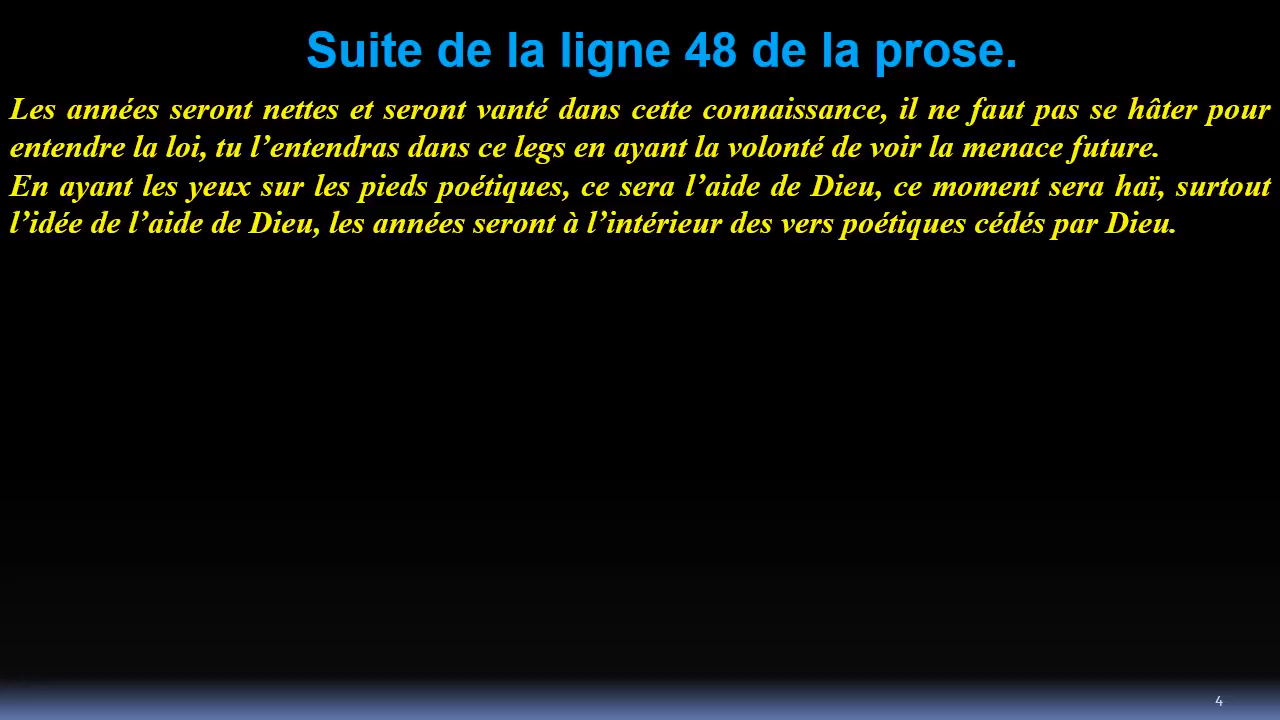 Suite de la ligne 48 de la prose.
Les années seront nettes et seront vanté dans cette connaissance, il ne faut pas se hâter pour
entendre la loi, tu l’entendras dans ce legs en ayant la volonté de voir la menace future.
En ayant les yeux sur les pieds poétiques, ce sera l’aide de Dieu, ce moment sera haï, surtout
l’idée de l’aide de Dieu, les années seront à l’intérieur des vers poétiques cédés par Dieu.
4